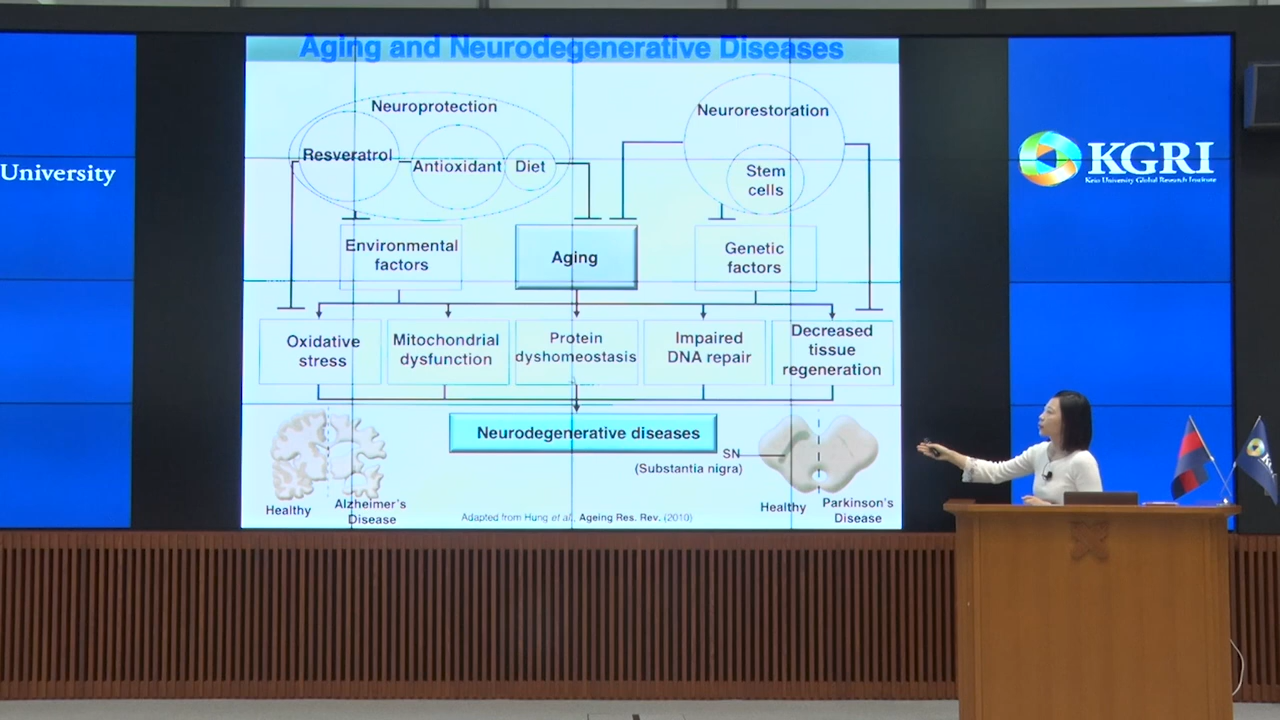 Aging and Neurodegenerative Diseases
Neuroprotection
Resveratrol
Antioxidant
Diet
Neurorestoration
Stem
cells
Environmental
factors
Aging
Genetic
factors
Oxidative
stress
Mitochondrial
dysfunction
Protein
dyshomeostasis
Impaired
DNA repair
Decreased
tissue
regeneration
Neurodegenerative diseases
SN
(Substantia nigra)
Healthy
Alzheimer's
Disease
Healthy
Parkinson's
Disease
Adapted from Hung et al., Ageing Res. Rev. (2010)
University
KGRI
Keio University Global Research Institute